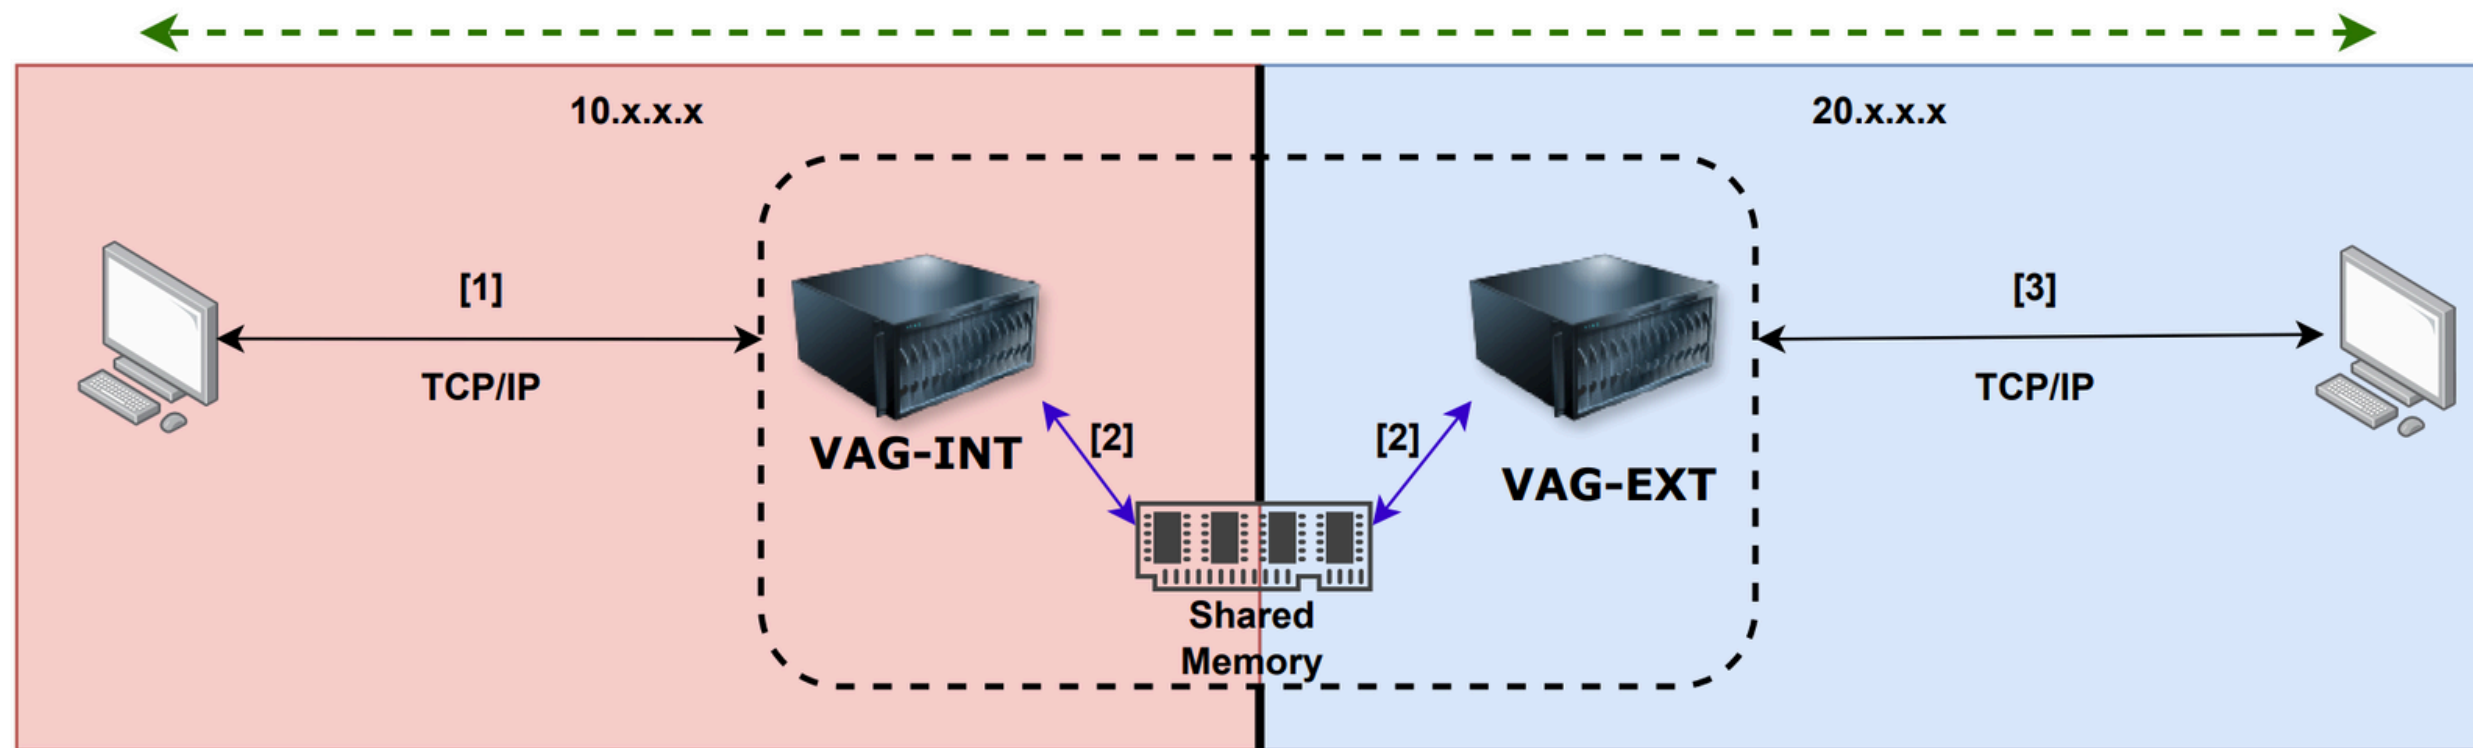 10.x.x.x
20.x.x.x
[1]
TCP/IP
VAG-INT
[2]
[2]
VAG-EXT
[3]
TCP/IP
Shared
Memory